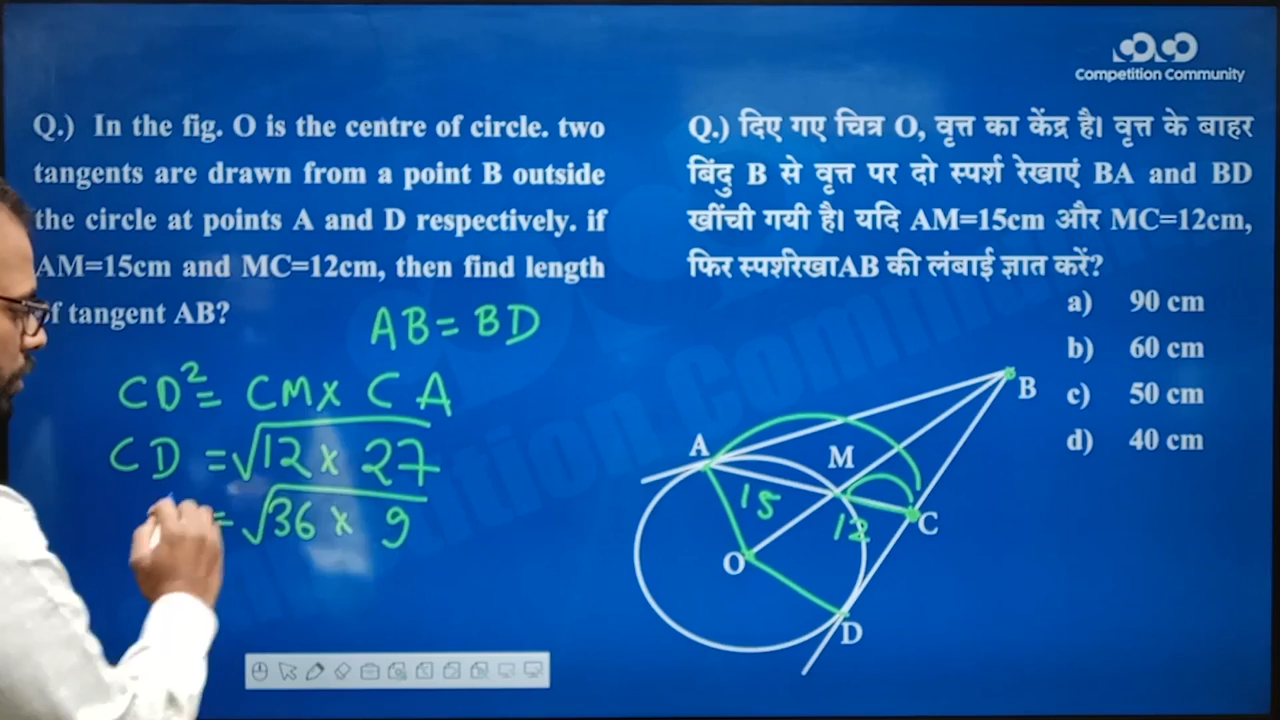 Competition Community
Q.) In the fig. O is the centre of circle. two
tangents are drawn from a point B outside
the circle at points A and D respectively. if
AM=15cm and MC=12cm, then find length
of tangent AB?
Q.) दिए गए चित्र O, वृत्त का केंद्र है। वृत्त के बाहर
बिंदु B से वृत्त पर दो स्पर्श रेखाएं BA and BD
खींची गयी है। यदि AM=15cm और MC=12cm,
फिर स्पर्शरेखाAB की लंबाई ज्ञात करें?
a) 90 cm
b) 60 cm
c) 50 cm
d) 40 cm
AB = BD
CD²= CM× CA
CD =√12 × 27
= √36 × 9
B
A
M
15
12
C
O
D